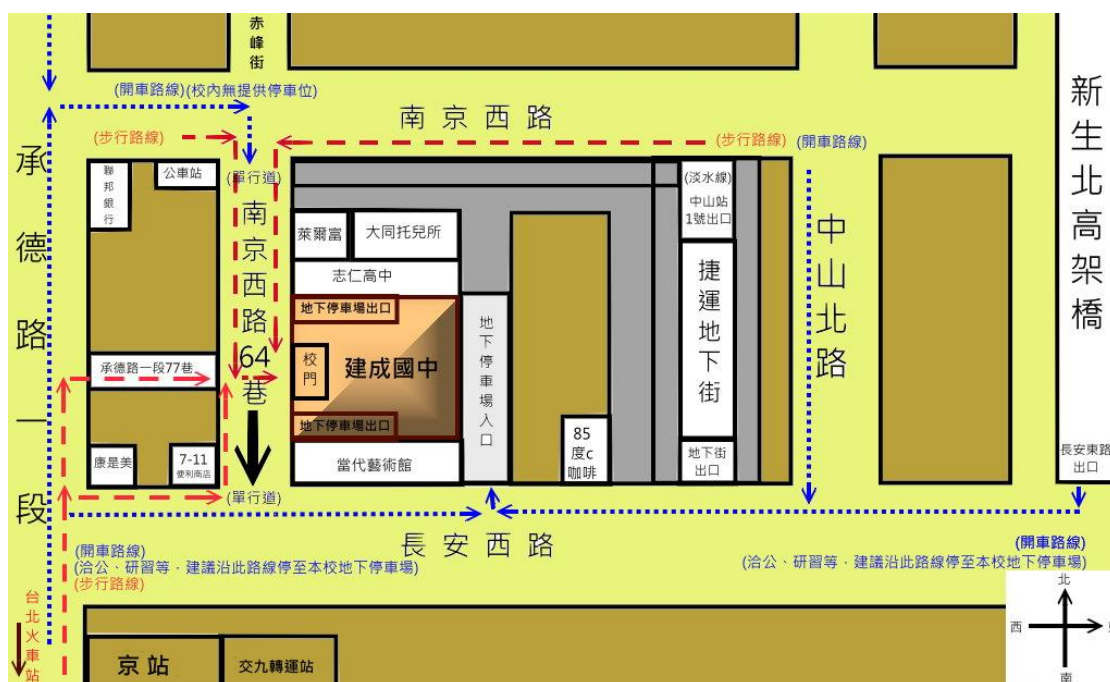 赤峰街
(開車路線)(校內無提供停車位)
南京西路
(步行路線)
(步行路線)
(開車路線)
新生北高架橋
承德路一段
聯邦銀行
公車站
(單行道)
(淡水線)
中山站
1號出口
南京西路64巷
萊爾富
大同托兒所
中山北路
志仁高中
捷運地下街
地下停車場出口
地下停車場入口
校門
建成國中
承德路一段77巷
地下停車場出口
康是美
7-11
便利商店
當代藝術館
85
度c
咖啡
地下街
出口
長安東路
出口
(單行道)
長安西路
(開車路線)
(洽公、研習等，建議沿此路線停至本校地下停車場)
(步行路線)
(開車路線)
(洽公、研習等，建議沿此路線停至本校地下停車場)
台北火車站
京站
交九轉運站
北
西
南